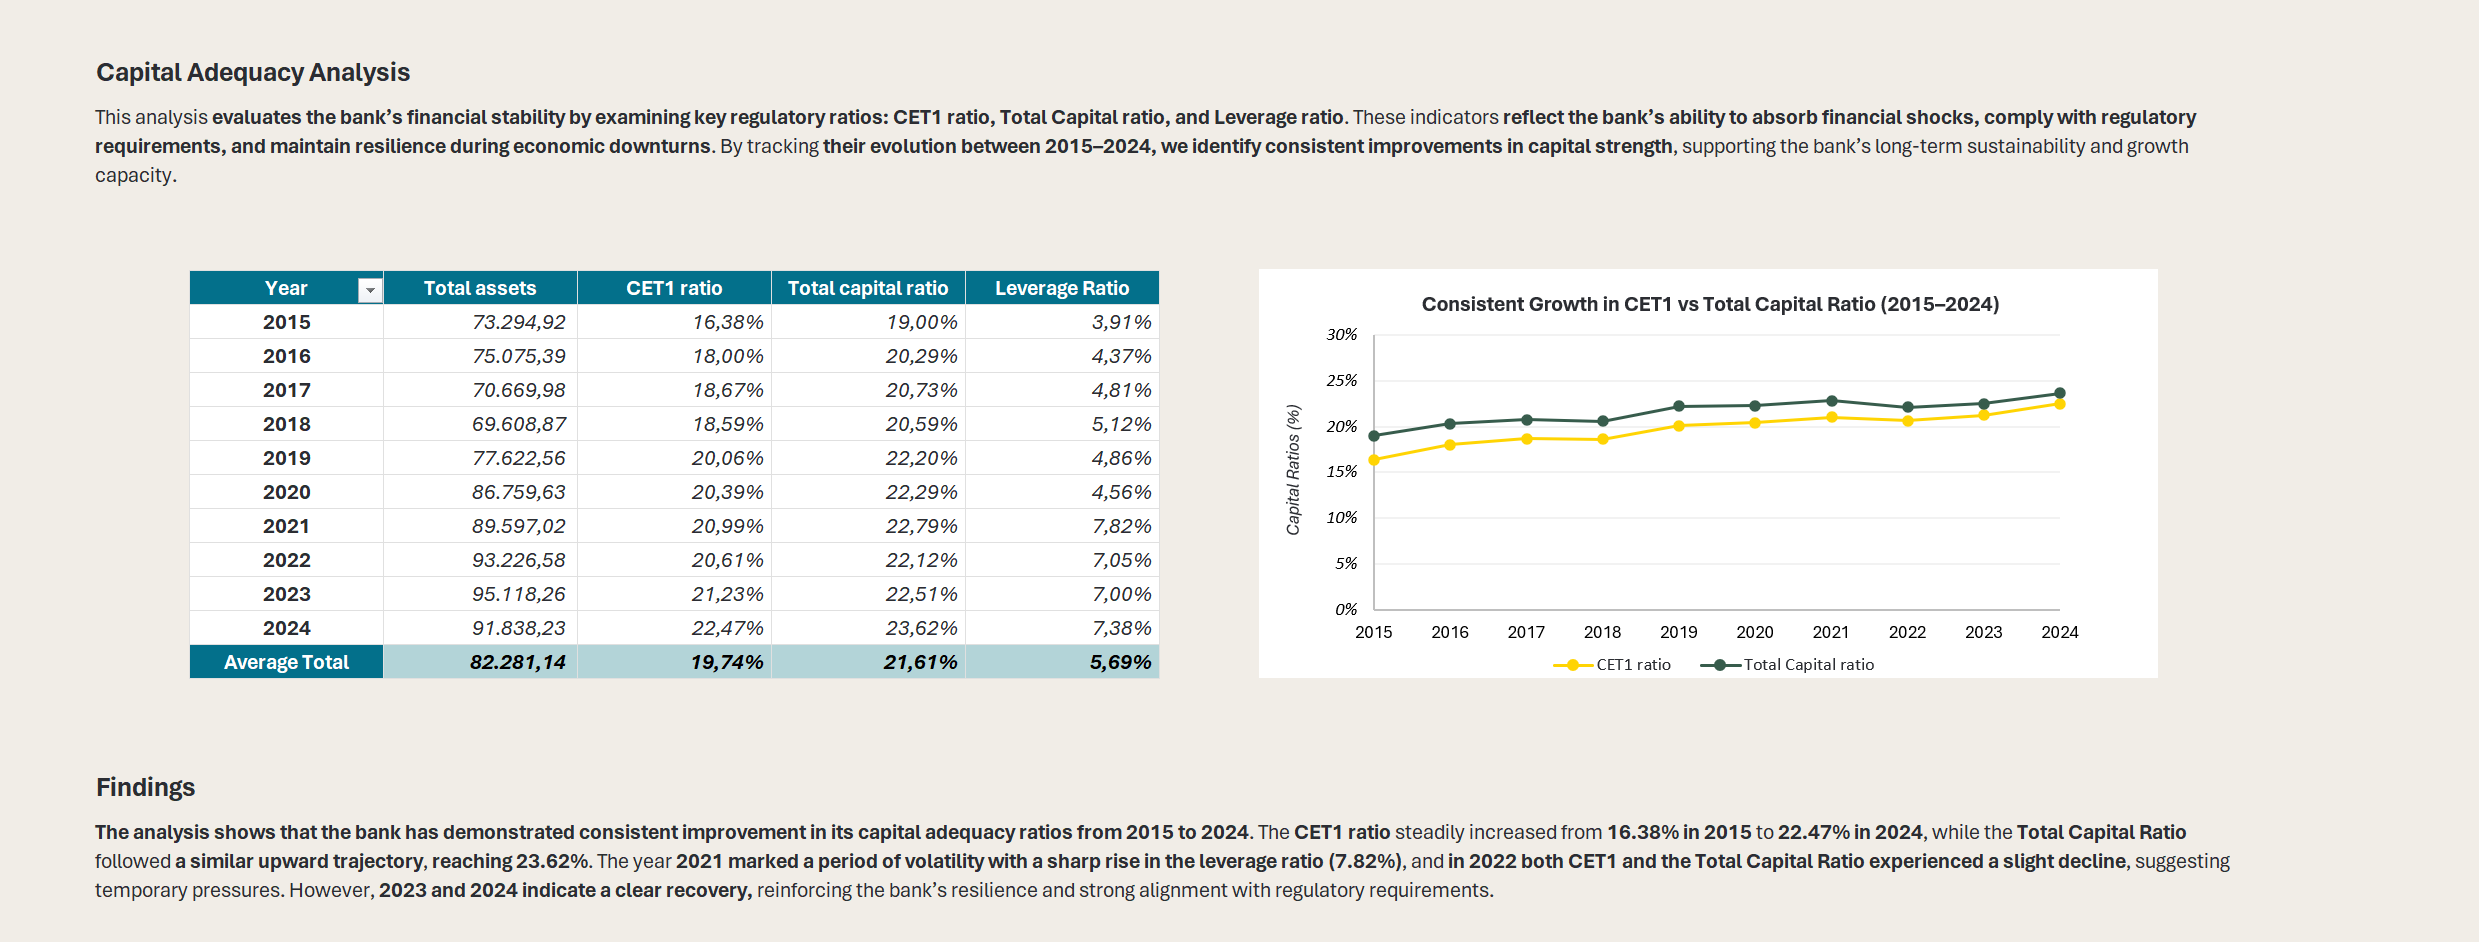 Capital Adequacy Analysis
This analysis evaluates the bank's financial stability by examining key regulatory ratios: CET1 ratio, Total Capital ratio, and Leverage ratio. These indicators reflect the bank's ability to absorb financial shocks, comply with regulatory
requirements, and maintain resilience during economic downturns. By tracking their evolution between 2015–2024, we identify consistent improvements in capital strength, supporting the bank's long-term sustainability and growth
capacity.
Year Total assets CET1 ratio Total capital ratio Leverage Ratio
2015 73.294,92 16,38% 19,00% 3,91%
2016 75.075,39 18,00% 20,29% 4,37%
2017 70.669,98 18,67% 20,73% 4,81%
2018 69.608,87 18,59% 20,59% 5,12%
2019 77.622,56 20,06% 22,20% 4,86%
2020 86.759,63 20,39% 22,29% 4,56%
2021 89.597,02 20,99% 22,79% 7,82%
2022 93.226,58 20,61% 22,12% 7,05%
2023 95.118,26 21,23% 22,51% 7,00%
2024 91.838,23 22,47% 23,62% 7,38%
Average Total 82.281,14 19,74% 21,61% 5,69%
Consistent Growth in CET1 vs Total Capital Ratio (2015–2024)
Capital Ratios (%)
30%
25%
20%
15%
10%
5%
0%
2015 2016 2017 2018 2019 2020 2021 2022 2023 2024
CET1 ratio Total Capital ratio
Findings
The analysis shows that the bank has demonstrated consistent improvement in its capital adequacy ratios from 2015 to 2024. The CET1 ratio steadily increased from 16.38% in 2015 to 22.47% in 2024, while the Total Capital Ratio
followed a similar upward trajectory, reaching 23.62%. The year 2021 marked a period of volatility with a sharp rise in the leverage ratio (7.82%), and in 2022 both CET1 and the Total Capital Ratio experienced a slight decline, suggesting
temporary pressures. However, 2023 and 2024 indicate a clear recovery, reinforcing the bank's resilience and strong alignment with regulatory requirements.